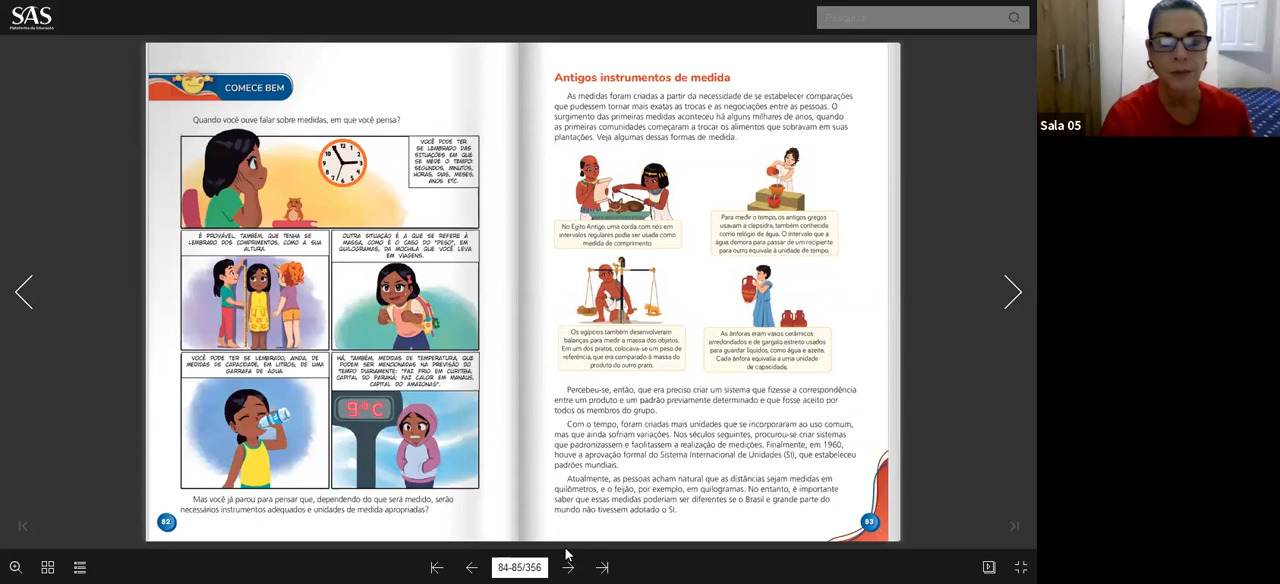 SAS
Plataforma de Educação
Pesquisa
Sala 05
COMECE BEM
Quando você ouve falar sobre medidas, em que você pensa?
VOCÊ PODE TER
SE LEMBRADO DAS
SITUAÇÕES EM QUE
SE MEDE O TEMPO:
SEGUNDOS, MINUTOS,
HORAS, DIAS, MESES,
ANOS ETC.
É PROVÁVEL, TAMBÉM, QUE TENHA SE
LEMBRADO DOS COMPRIMENTOS, COMO A SUA
ALTURA.
OUTRA SITUAÇÃO É A QUE SE REFERE À
MASSA, COMO É O CASO DO "PESO", EM
QUILOGRAMAS, DA MOCHILA QUE VOCÊ LEVA
EM VIAGENS.
VOCÊ PODE TER SE LEMBRADO, AINDA, DE
MEDIDAS DE CAPACIDADE, EM LITROS, DE UMA
GARRAFA DE ÁGUA.
HÁ, TAMBÉM, MEDIDAS DE TEMPERATURA, QUE
PODEM SER MENCIONADAS NA PREVISÃO DO
TEMPO DIARIAMENTE: "FAZ FRIO EM CURITIBA,
CAPITAL DO PARANÁ; FAZ CALOR EM MANAUS,
CAPITAL DO AMAZONAS".
9°C
Mas você já parou para pensar que, dependendo do que será medido, serão
necessários instrumentos adequados e unidades de medida apropriadas?
82
Antigos instrumentos de medida
As medidas foram criadas a partir da necessidade de se estabelecer comparações
que pudessem tornar mais exatas as trocas e as negociações entre as pessoas. O
surgimento das primeiras medidas aconteceu há alguns milhares de anos, quando
as primeiras comunidades começaram a trocar os alimentos que sobravam em suas
plantações. Veja algumas dessas formas de medida.
No Egito Antigo, uma corda com nós em
intervalos regulares podia ser usada como
medida de comprimento.
Para medir o tempo, os antigos gregos
usavam a clepsidra, também conhecida
como relógio de água. O intervalo que a
água demora para passar de um recipiente
para outro equivale à unidade de tempo.
Os egípcios também desenvolveram
balanças para medir a massa dos objetos.
Em um dos pratos, colocava-se um peso de
referência, que era comparado à massa do
produto do outro prato.
As ânforas eram vasos cerâmicos
arredondados e de gargalo estreito usados
para guardar líquidos, como água e azeite.
Cada ânfora equivalia a uma unidade
de capacidade.
Percebeu-se, então, que era preciso criar um sistema que fizesse a correspondência
entre um produto e um padrão previamente determinado e que fosse aceito por
todos os membros do grupo.
Com o tempo, foram criadas mais unidades que se incorporaram ao uso comum,
mas que ainda sofriam variações. Nos séculos seguintes, procurou-se criar sistemas
que padronizassem e facilitassem a realização de medições. Finalmente, em 1960,
houve a aprovação formal do Sistema Internacional de Unidades (SI), que estabeleceu
padrões mundiais.
Atualmente, as pessoas acham natural que as distâncias sejam medidas em
quilômetros, e o feijão, por exemplo, em quilogramas. No entanto, é importante
saber que essas medidas poderiam ser diferentes se o Brasil e grande parte do
mundo não tivessem adotado o SI.
83
84-85/356